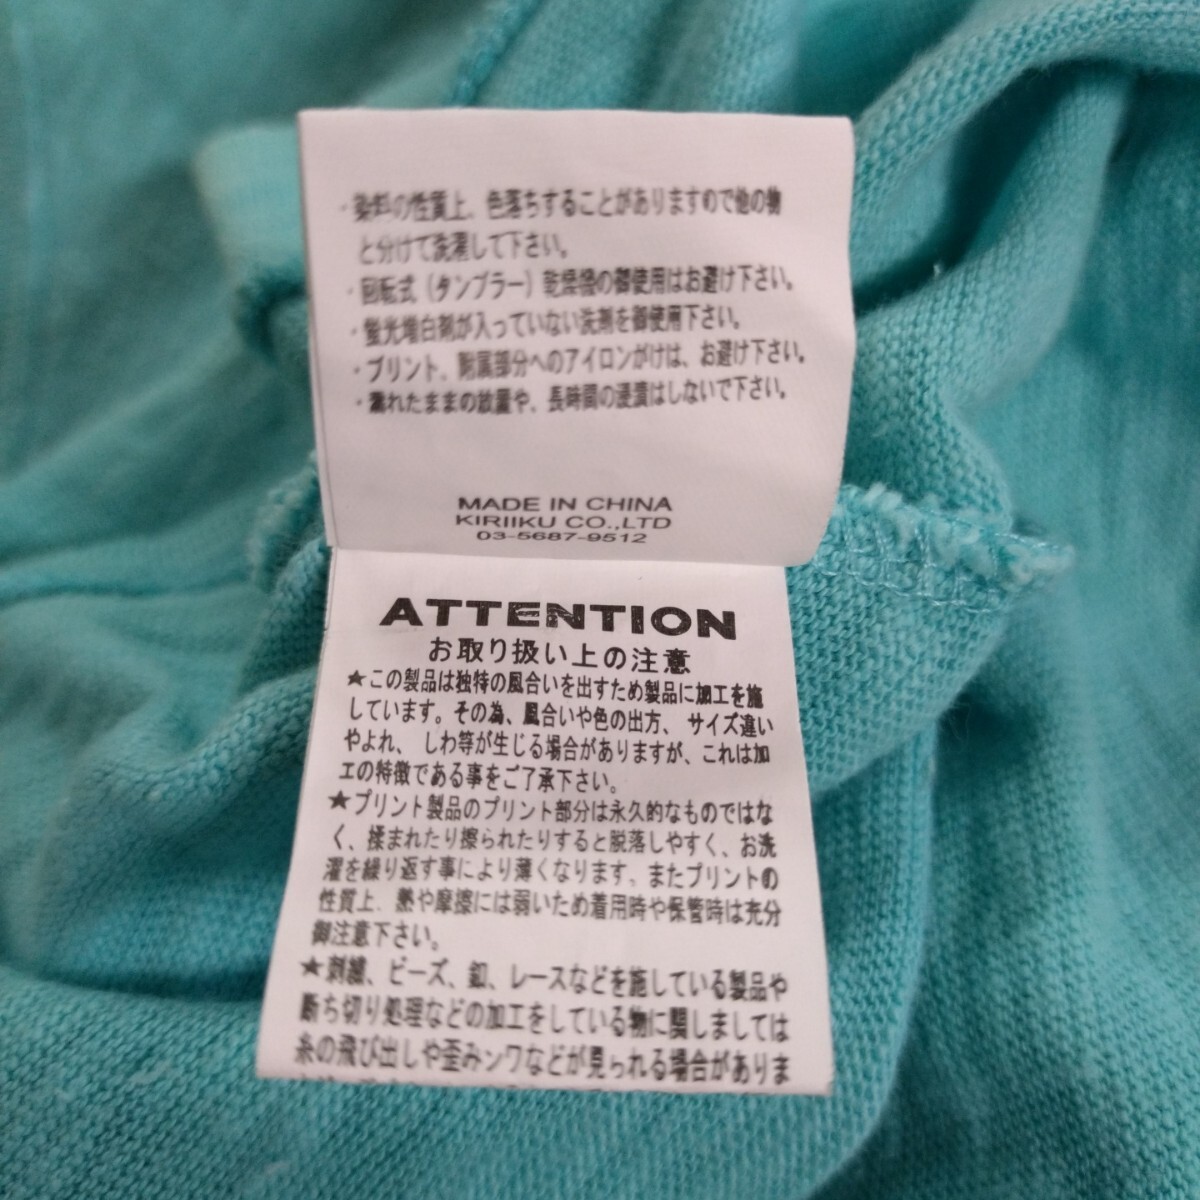 ・染料の性質上、色落ちすることがありますので他の物
と分けて洗濯して下さい。
・回転式（タンブラー）乾燥機の御使用はお避け下さい。
・蛍光増白剤が入っていない洗剤を御使用下さい。
・プリント、附属部分へのアイロンがけは、お避け下さい。
・濡れたままの放置や、長時間の浸漬はしないで下さい。
MADE IN CHINA
KIRIIKU CO.,LTD
03-5687-9512
ATTENTION
お取り扱い上の注意
★この製品は独特の風合いを出すため製品に加工を施
しています。その為、風合いや色の出方、サイズ違い
やよれ、しわ等が生じる場合がありますが、これは加
工の特徴である事をご了承下さい。
★プリント製品のプリント部分は永久的なものではな
く、揉まれたり擦られたりすると脱落しやすく、お洗
濯を繰り返す事により薄くなります。またプリントの
性質上、熱や摩擦には弱いため着用時や保管時は充分
御注意下さい。
★刺繍、ビーズ、釦、レースなどを施している製品や
断ち切り処理などの加工をしている物に関しましては
糸の飛び出しや歪みシワなどが見られる場合がありま